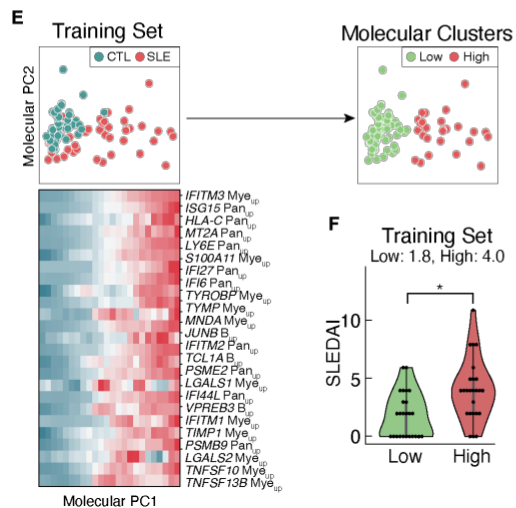 E
Training Set
CTL SLE
Molecular PC2
Molecular Clusters
Low High
IFITM3 Myeup
ISG15 Panup
HLA-C Panup
MT2A Panup
LY6E Panup
S100A11 Myeup
IFI27 Panup
IFI6 Panup
TYROBP Myeup
TYMP Myeup
MNDA Myeup
JUNB Bup
IFITM2 Panup
TCL1A Bup
PSME2 Panup
LGALS1 Myeup
IFI44L Panup
VPREB3 Bup
IFITM1 Myeup
TIMP1 Myeup
PSMB9 Panup
LGALS2 Myeup
TNFSF10 Myeup
TNFSF13B Myeup
Molecular PC1
F
Training Set
Low: 1.8, High: 4.0
*
SLEDAI
10
5
0
Low High